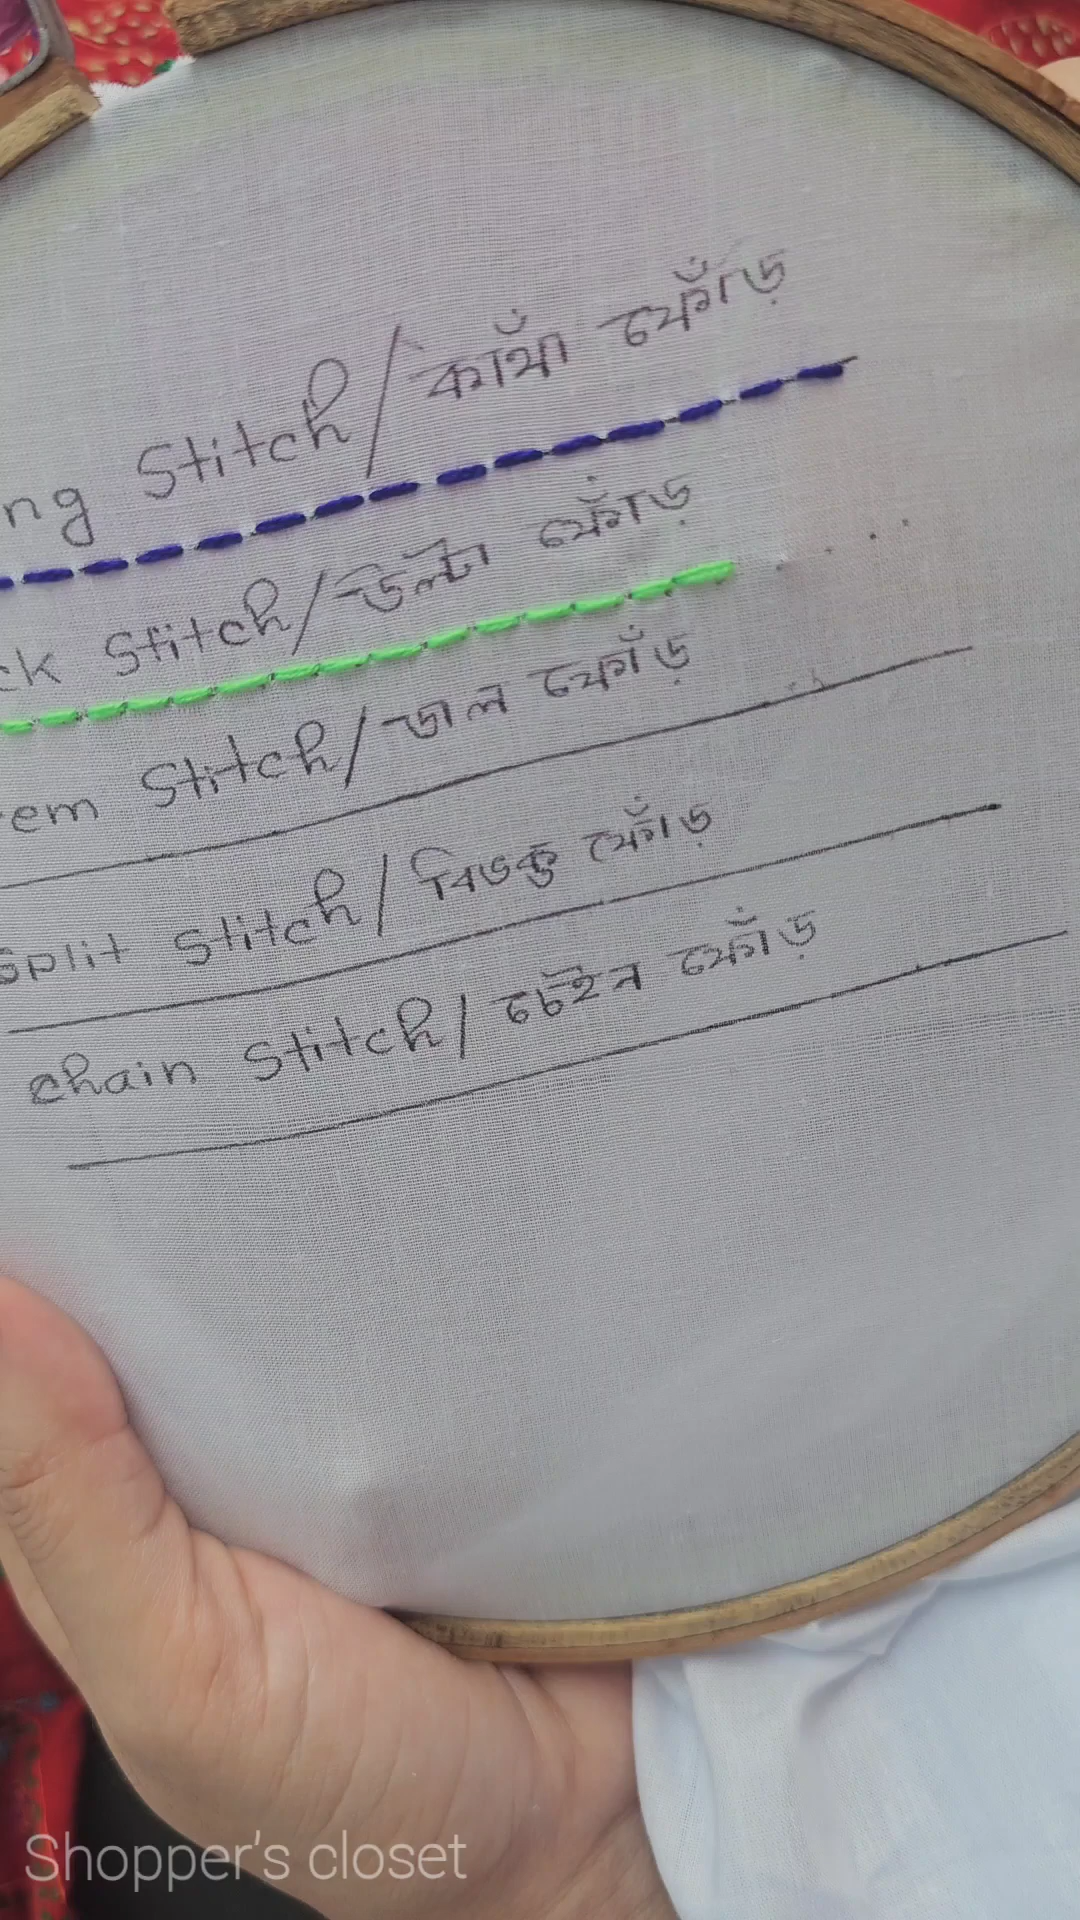 ng Stitch/কাঁথা ফোঁড়
ck Stitch/উল্টা ফোঁড়
em Stitch/ডাল ফোঁড়
Split Stitch/বিভক্ত ফোঁড়
chain Stitch/চেইন ফোঁড়
Shopper's closet